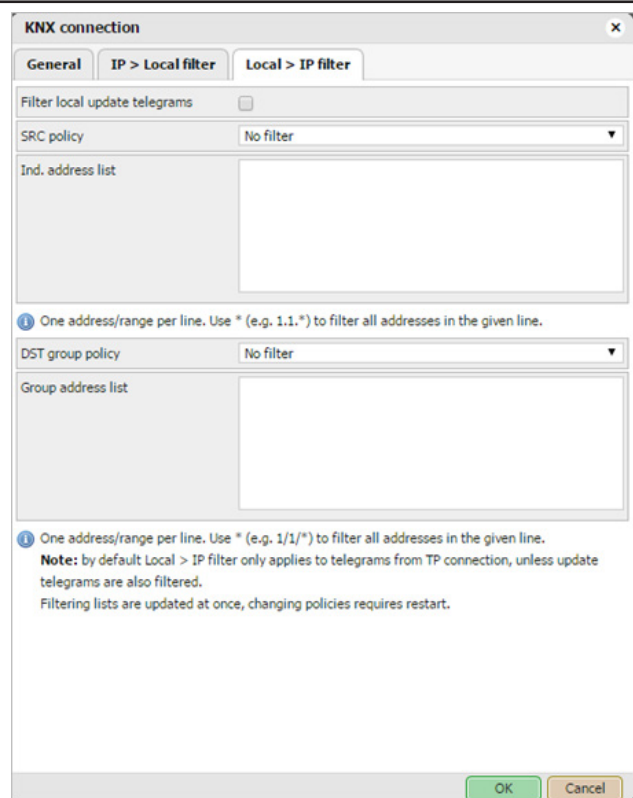 KNX connection
General IP > Local filter Local > IP filter
Filter local update telegrams
SRC policy No filter
Ind. address list
One address/range per line. Use * (e.g. 1.1.*) to filter all addresses in the given line.
DST group policy No filter
Group address list
One address/range per line. Use * (e.g. 1/1/*) to filter all addresses in the given line.
Note: by default Local > IP filter only applies to telegrams from TP connection, unless update
telegrams are also filtered.
Filtering lists are updated at once, changing policies requires restart.
OK Cancel